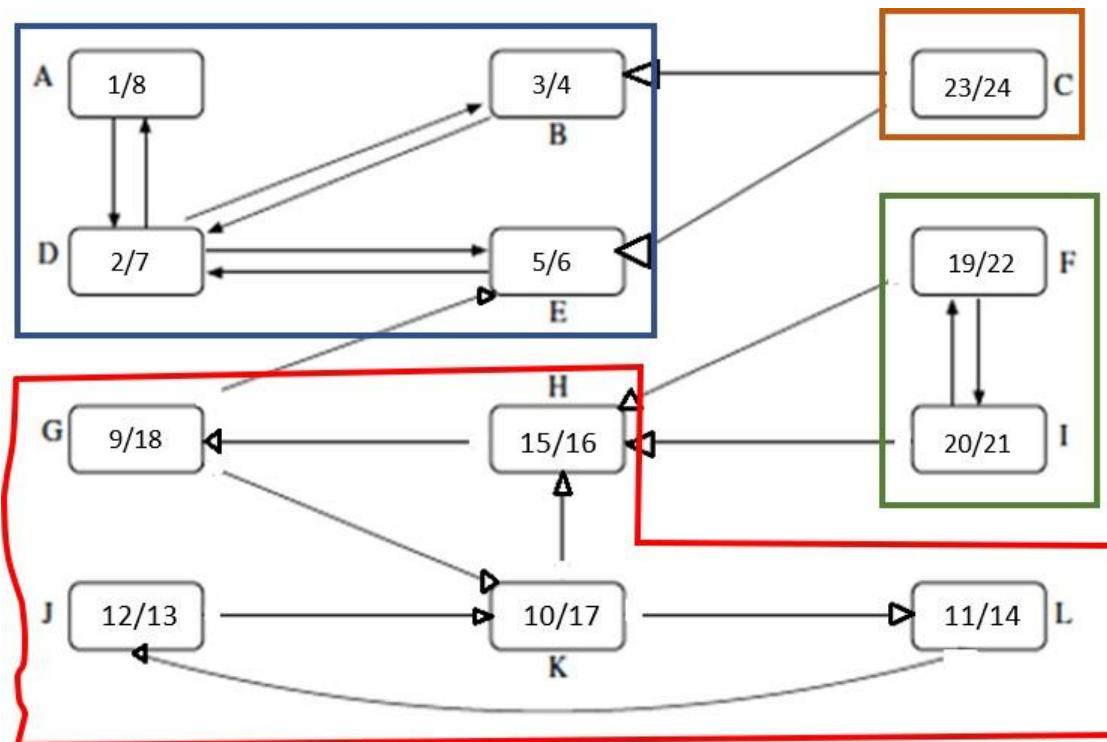 A 1/8 3/4 23/24 C
B
D 2/7 5/6 19/22 F
E
H
G 9/18 15/16 20/21 I
J 12/13 10/17 11/14 L
K